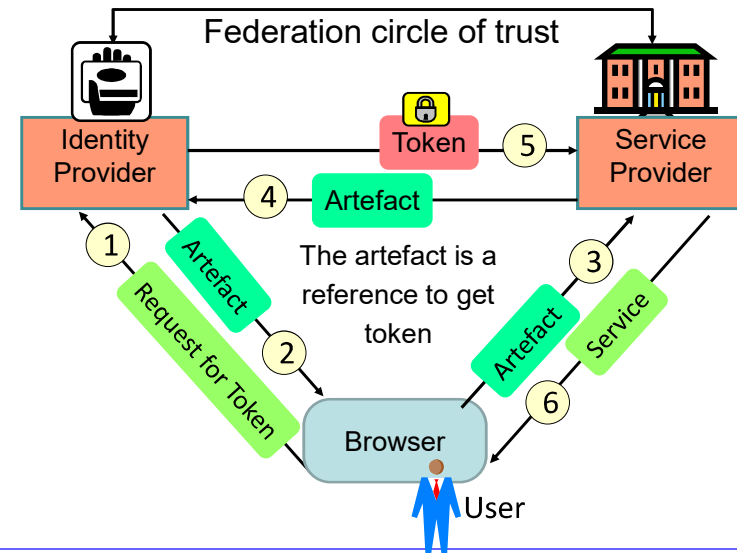 Federation circle of trust
Identity
Provider
Token
5
Service
Provider
4
Artefact
1
Artefact
The artefact is a
reference to get
token
3
Request for Token
2
Artefact
Service
6
Browser
User